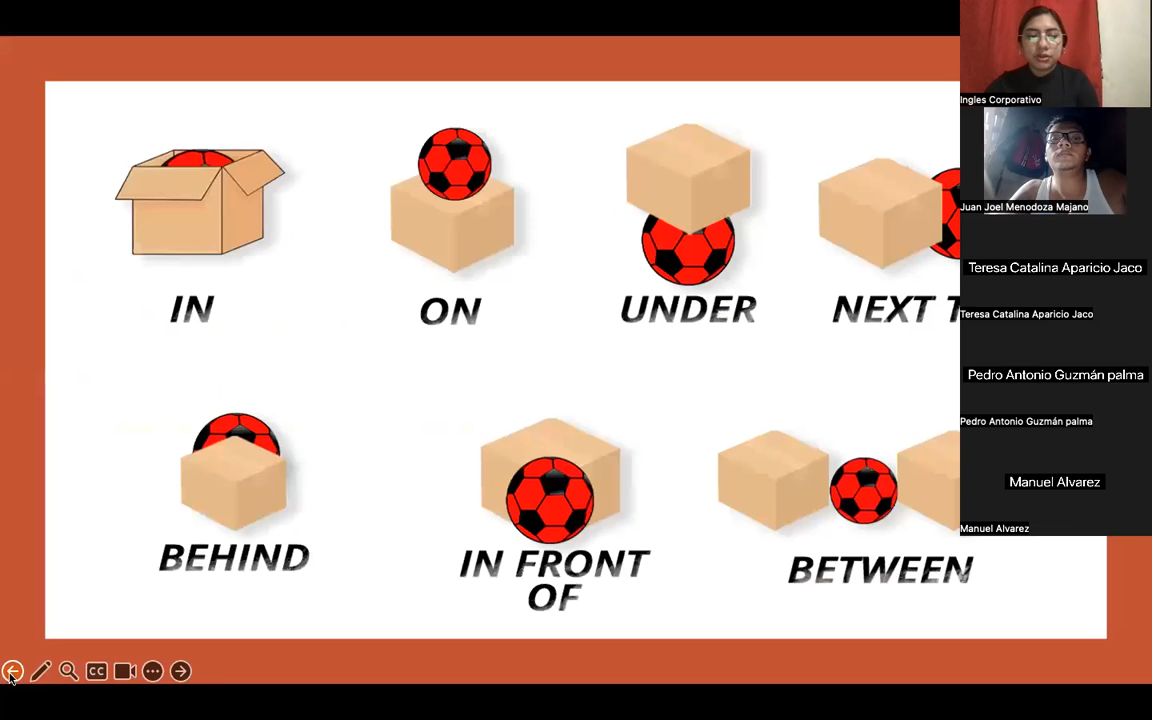 IN
ON
UNDER
NEXT T
BEHIND
IN FRONT
OF
BETWEEN
CC
Ingles Corporativo
Juan Joel Menodoza Majano
Teresa Catalina Aparicio Jaco
Teresa Catalina Aparicio Jaco
Pedro Antonio Guzmán palma
Pedro Antonio Guzmán palma
Manuel Alvarez
Manuel Alvarez